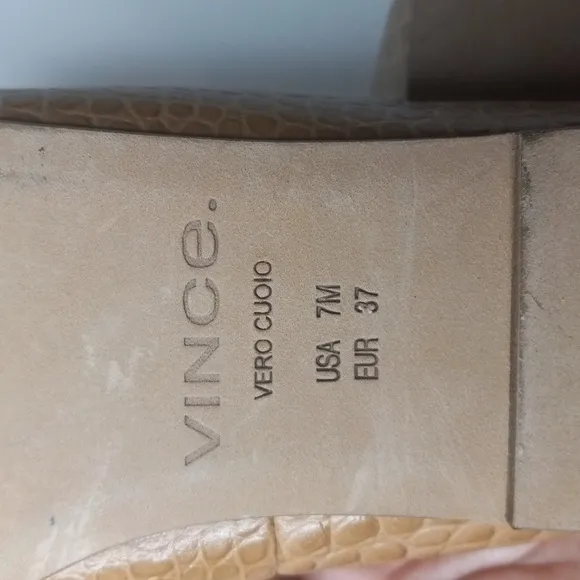 VINCE.
VERO CUOIO
USA 7M
EUR 37